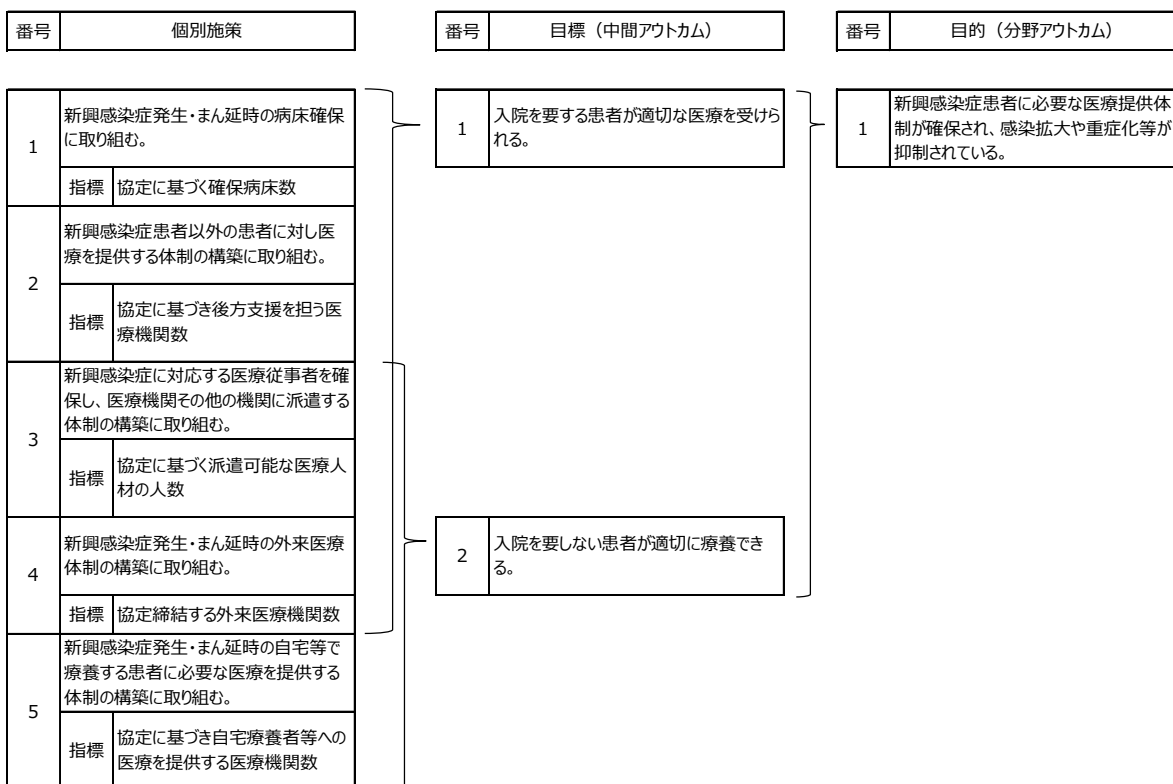 番号 個別施策 番号 目標（中間アウトカム） 番号 目的（分野アウトカム）
1 新興感染症発生・まん延時の病床確保
に取り組む。
指標 協定に基づく確保病床数
2 新興感染症患者以外の患者に対し医
療を提供する体制の構築に取り組む。
指標 協定に基づき後方支援を担う医
療機関数
3 新興感染症に対応する医療従事者を確
保し、医療機関その他の機関に派遣する
体制の構築に取り組む。
指標 協定に基づく派遣可能な医療人
材の人数
4 新興感染症発生・まん延時の外来医療
体制の構築に取り組む。
指標 協定締結する外来医療機関数
5 新興感染症発生・まん延時の自宅等で
療養する患者に必要な医療を提供する
体制の構築に取り組む。
指標 協定に基づき自宅療養者等への
医療を提供する医療機関数
1 入院を要する患者が適切な医療を受けら
れる。
2 入院を要しない患者が適切に療養でき
る。
1 新興感染症患者に必要な医療提供体
制が確保され、感染拡大や重症化等が
抑制されている。